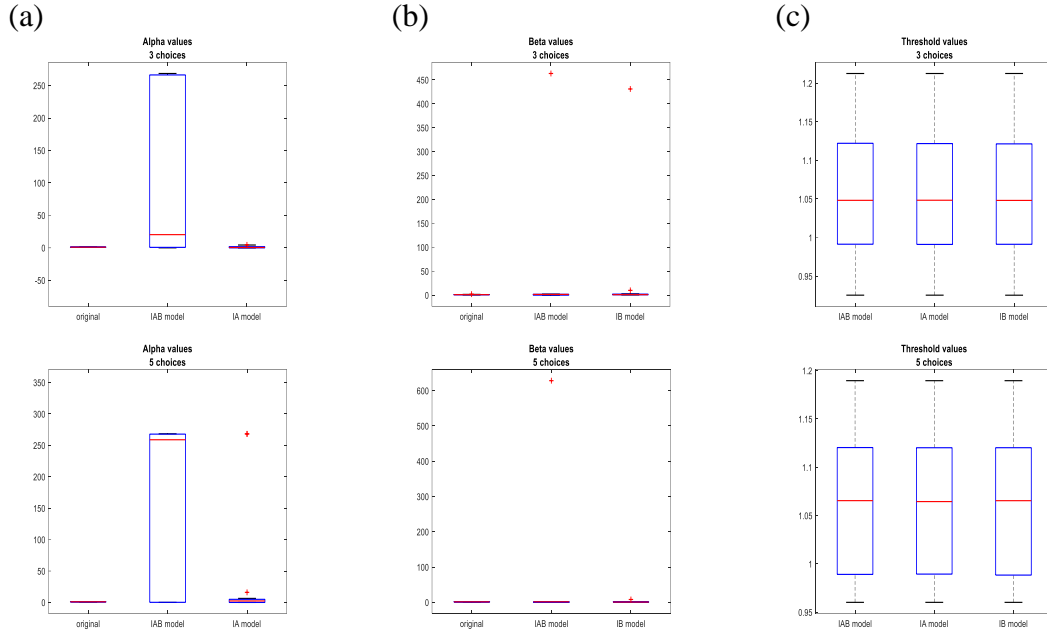 (a)
(b)
(c)
Alpha values
3 choices
250
200
150
100
50
0
-50
original
IAB model
IA model
Beta values
3 choices
450
400
350
300
250
200
150
100
50
0
original
IAB model
IB model
Threshold values
3 choices
1.2
1.15
1.1
1.05
1
0.95
IAB model
IA model
IB model
Alpha values
5 choices
350
300
250
200
150
100
50
0
original
IAB model
IA model
Beta values
5 choices
600
500
400
300
200
100
0
original
IAB model
IB model
Threshold values
5 choices
1.2
1.15
1.1
1.05
1
0.95
IAB model
IA model
IB model